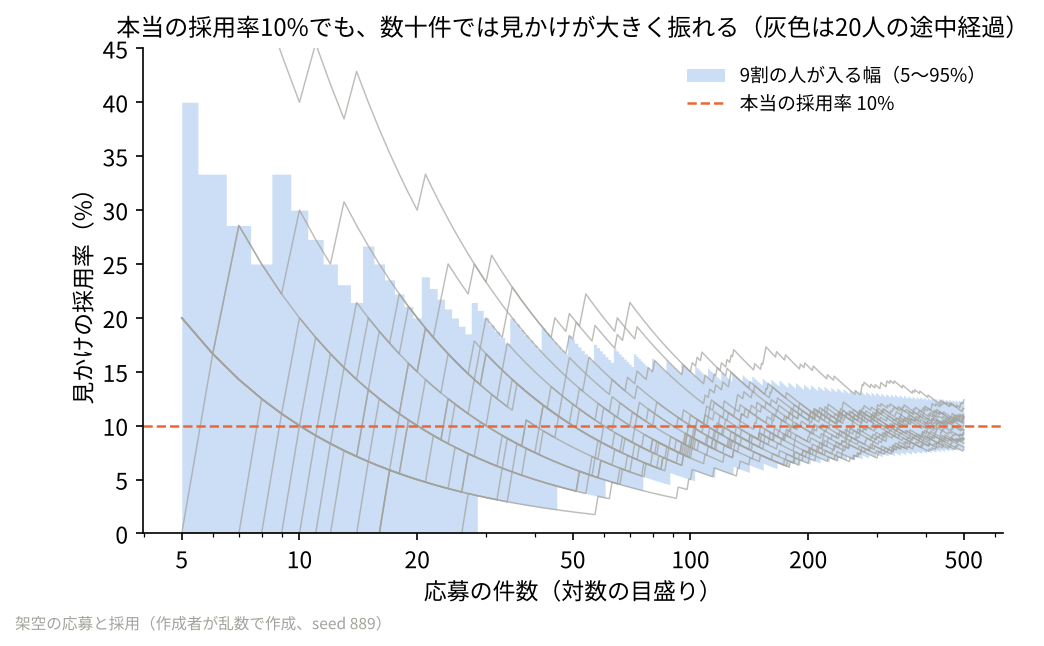 本当の採用率10%でも、数十件では見かけが大きく振れる（灰色は20人の途中経過）
9割の人が入る幅（5〜95%）
本当の採用率 10%
見かけの採用率（%）
45
40
35
30
25
20
15
10
5
0
5
10
20
50
100
200
500
応募の件数（対数の目盛り）
架空の応募と採用（作成者が乱数で作成、seed 889）